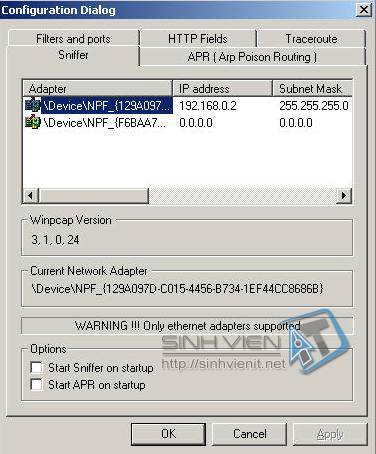 Configuration Dialog
Filters and ports
HTTP Fields
Traceroute
Sniffer
APR ( Arp Poison Routing )
Adapter IP address Subnet Mask
\Device\NPF_{129A097... 192.168.0.2 255.255.255.0
\Device\NPF_{F6BAA7... 0.0.0.0 0.0.0.0
Winpcap Version
3, 1, 0, 24
Current Network Adapter
\Device\NPF_{129A097D-C015-4456-B734-1EF44CC8686B}
WARNING !!! Only ethernet adapters supported
SINH VIÊN IT
http://sinhvienit.net
Options
Start Sniffer on startup
Start APR on startup
OK
Cancel
Apply